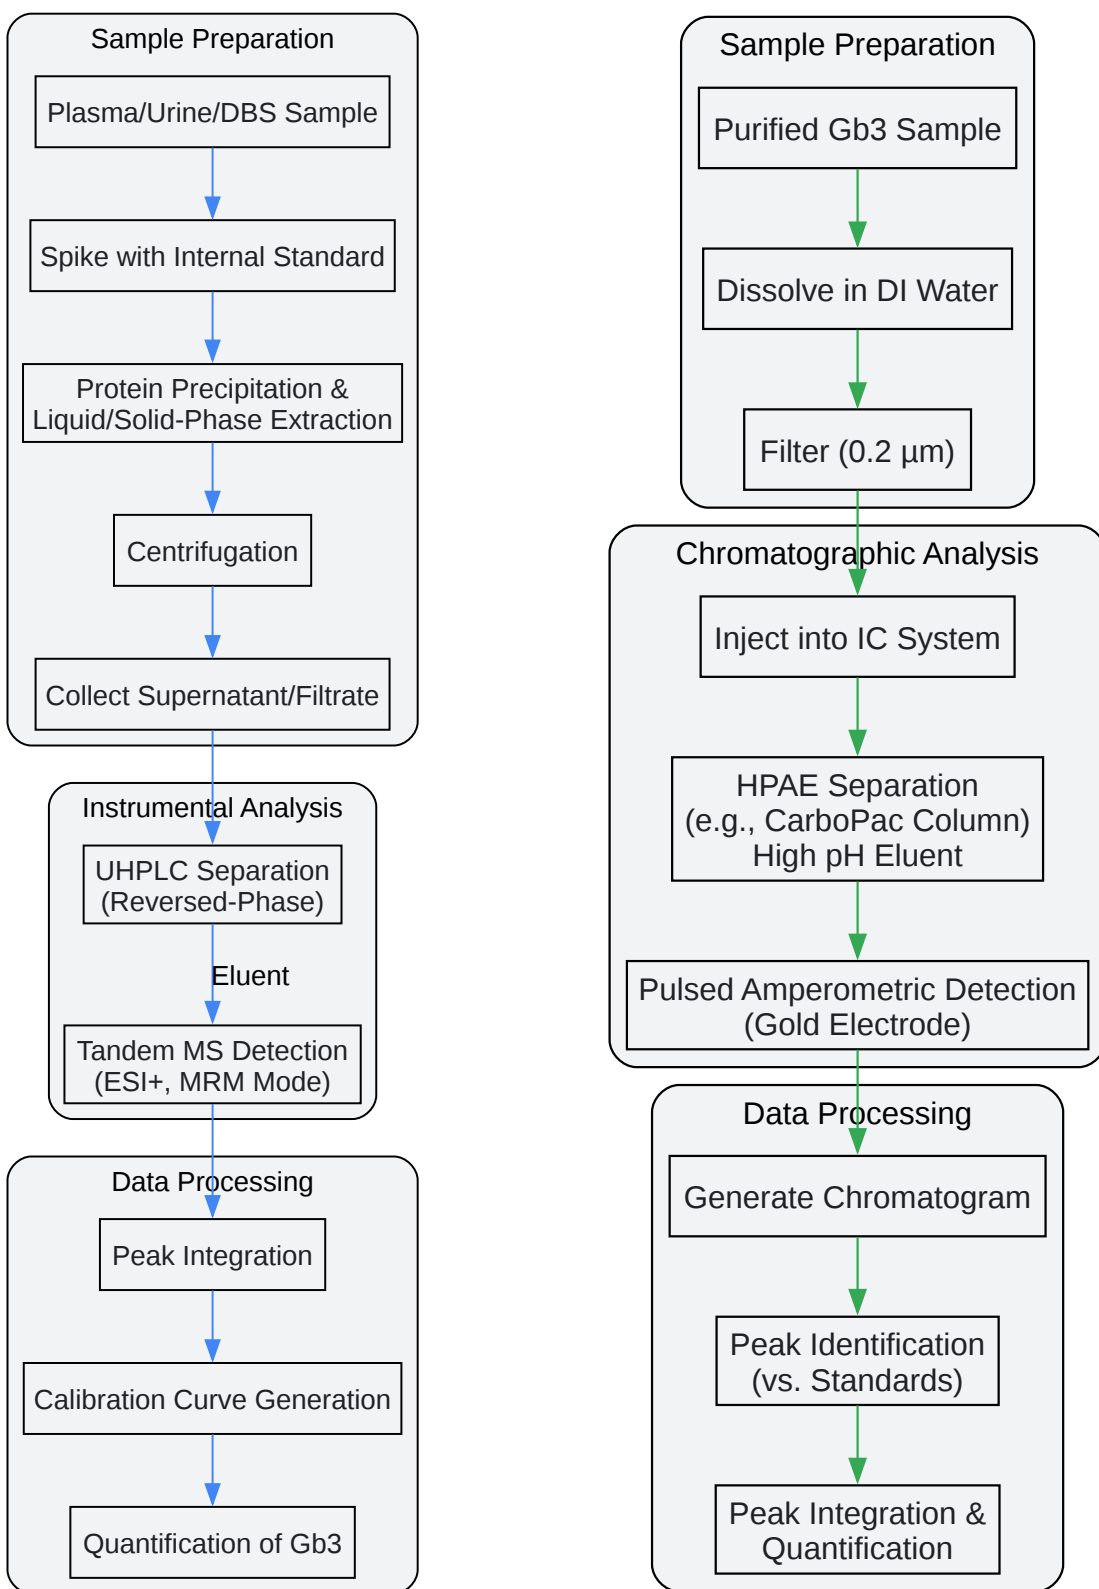 Sample Preparation
Plasma/Urine/DBS Sample
Spike with Internal Standard
Protein Precipitation &
Liquid/Solid-Phase Extraction
Centrifugation
Collect Supernatant/Filtrate
Instrumental Analysis
UHPLC Separation
(Reversed-Phase)
Eluent
Tandem MS Detection
(ESI+, MRM Mode)
Data Processing
Peak Integration
Calibration Curve Generation
Quantification of Gb3
Sample Preparation
Purified Gb3 Sample
Dissolve in DI Water
Filter (0.2 µm)
Chromatographic Analysis
Inject into IC System
HPAE Separation
(e.g., CarboPac Column)
High pH Eluent
Pulsed Amperometric Detection
(Gold Electrode)
Data Processing
Generate Chromatogram
Peak Identification
(vs. Standards)
Peak Integration &
Quantification